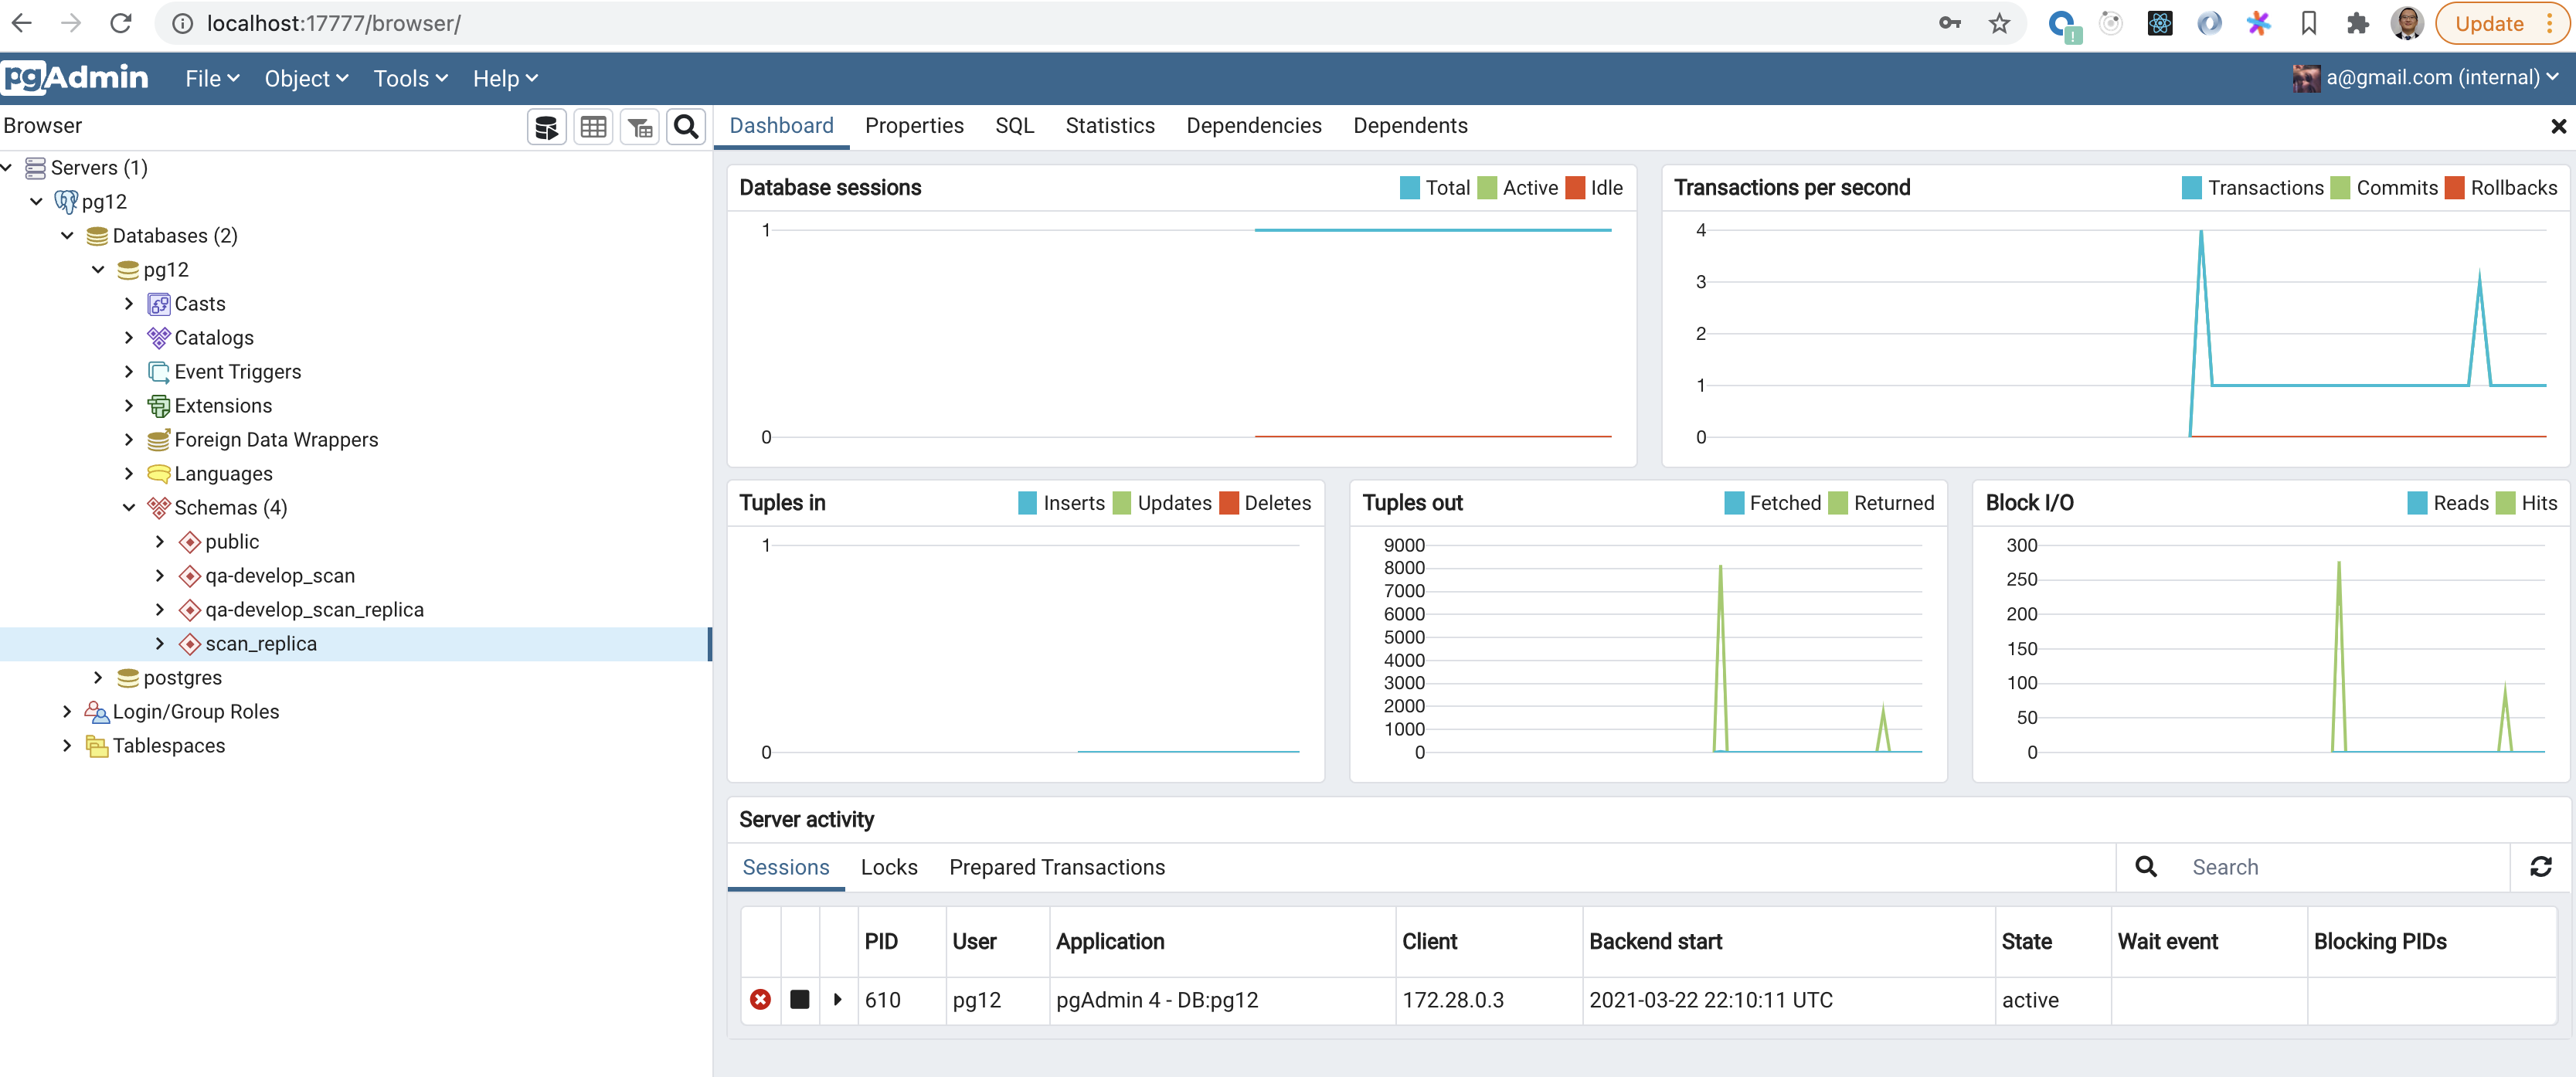 localhost:17777/browser/
Update
pgAdmin File Object Tools Help a@gmail.com (internal)
Browser
Servers (1)
pg12
Databases (2)
pg12
Casts
Catalogs
Event Triggers
Extensions
Foreign Data Wrappers
Languages
Schemas (4)
public
qa-develop_scan
qa-develop_scan_replica
scan_replica
postgres
Login/Group Roles
Tablespaces
Dashboard Properties SQL Statistics Dependencies Dependents
Database sessions Total Active Idle
1
0
Transactions per second Transactions Commits Rollbacks
4
3
2
1
0
Tuples in Inserts Updates Deletes
1
0
Tuples out Fetched Returned
9000
8000
7000
6000
5000
4000
3000
2000
1000
0
Block I/O Reads Hits
300
250
200
150
100
50
0
Server activity
Sessions Locks Prepared Transactions Search
PID User Application Client Backend start State Wait event Blocking PIDs
610 pg12 pgAdmin 4 - DB:pg12 172.28.0.3 2021-03-22 22:10:11 UTC active